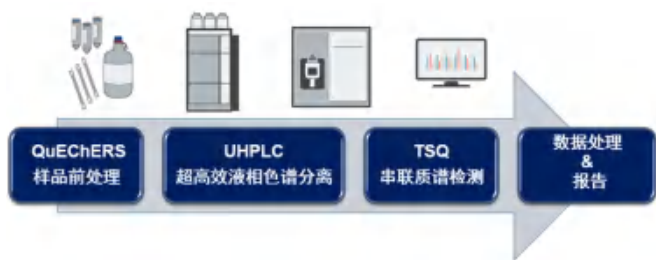 QuEChERS
样品前处理
UHPLC
超高效液相色谱分离
TSQ
串联质谱检测
数据处理
&
报告